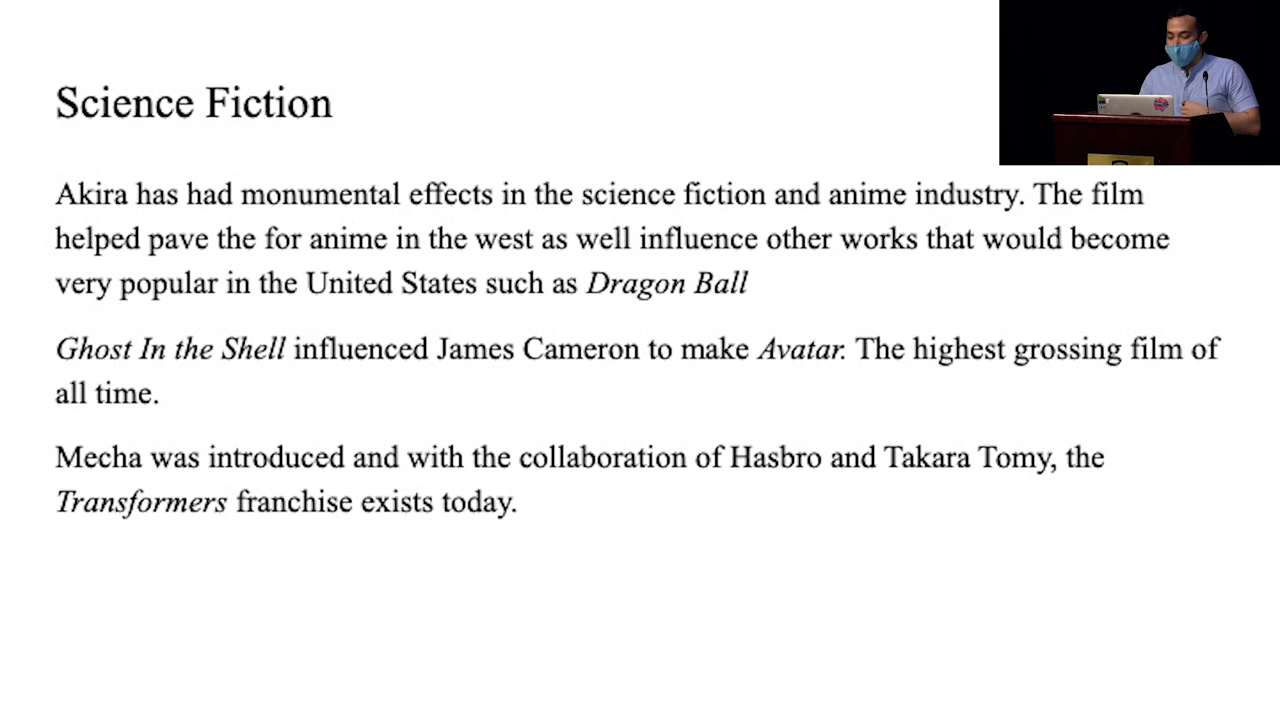 Science Fiction
Akira has had monumental effects in the science fiction and anime industry. The film
helped pave the for anime in the west as well influence other works that would become
very popular in the United States such as Dragon Ball
Ghost In the Shell influenced James Cameron to make Avatar. The highest grossing film of
all time.
Mecha was introduced and with the collaboration of Hasbro and Takara Tomy, the
Transformers franchise exists today.